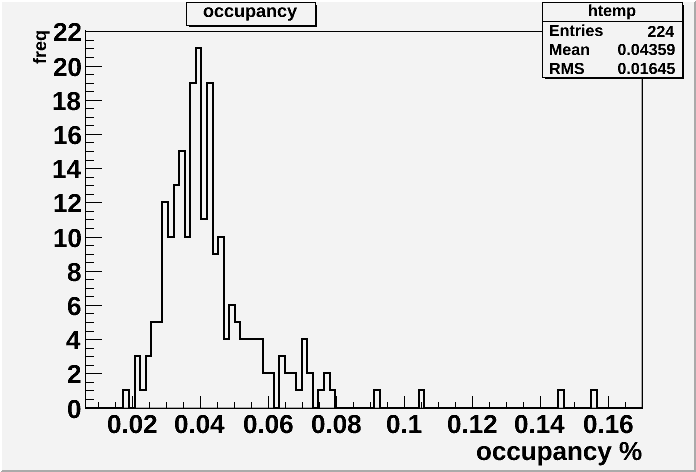 occupancy
htemp
Entries 224
Mean 0.04359
RMS 0.01645
freq
22
20
18
16
14
12
10
8
6
4
2
0
0.02 0.04 0.06 0.08 0.1 0.12 0.14 0.16
occupancy %